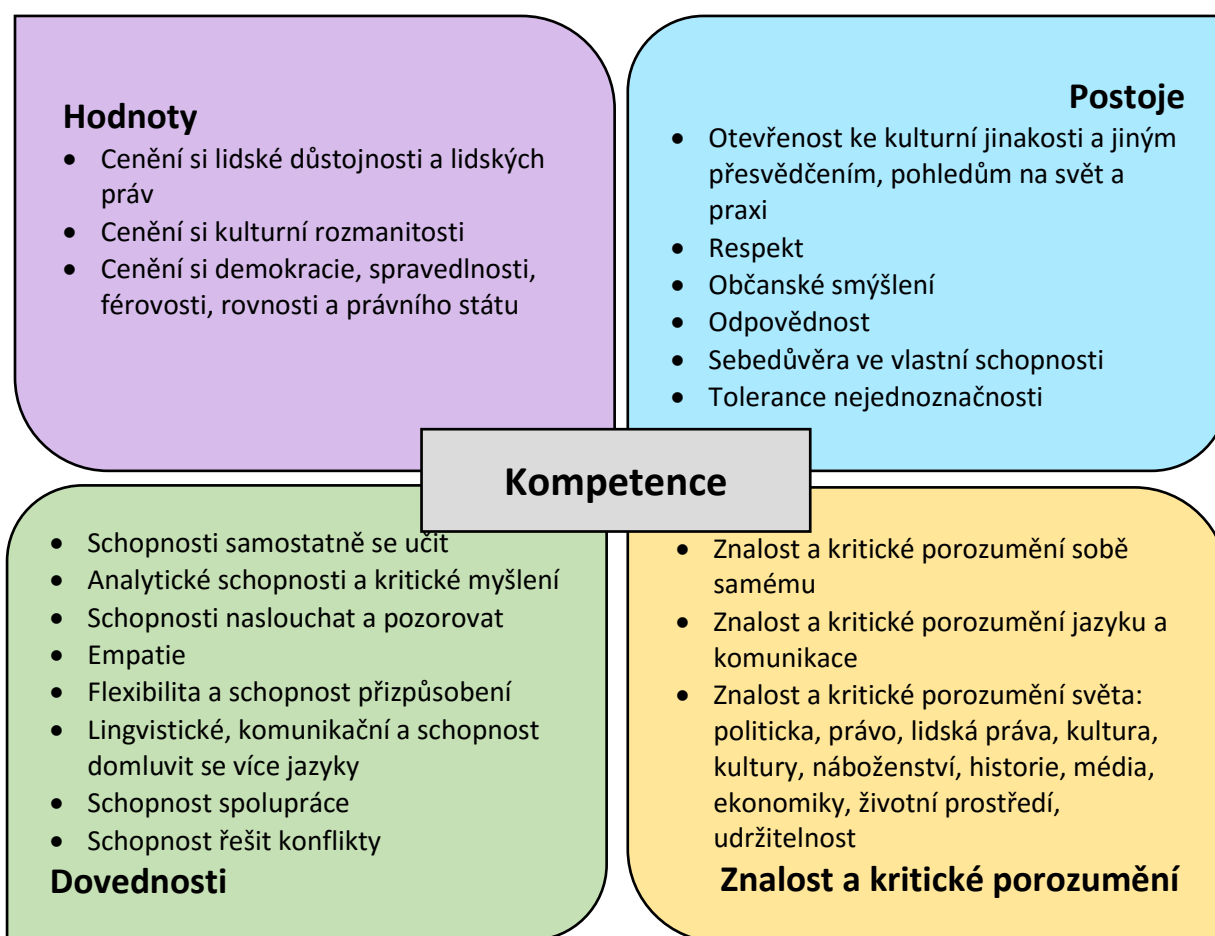 Hodnoty
• Cenění si lidské důstojnosti a lidských
práv
• Cenění si kulturní rozmanitosti
• Cenění si demokracie, spravedlnosti,
férovosti, rovnosti a právního státu
Postoje
• Otevřenost ke kulturní jinakosti a jiným
přesvědčením, pohledům na svět a
praxi
• Respekt
• Občanské smýšlení
• Odpovědnost
• Sebedůvěra ve vlastní schopnosti
• Tolerance nejednoznačnosti
Kompetence
• Schopnosti samostatně se učit
• Analytické schopnosti a kritické myšlení
• Schopnosti naslouchat a pozorovat
• Empatie
• Flexibilita a schopnost přizpůsobení
• Lingvistické, komunikační a schopnost
domluvit se více jazyky
• Schopnost spolupráce
• Schopnost řešit konflikty
Dovednosti
• Znalost a kritické porozumění sobě
samému
• Znalost a kritické porozumění jazyku a
komunikace
• Znalost a kritické porozumění světa:
politicka, právo, lidská práva, kultura,
kultury, náboženství, historie, média,
ekonomiky, životní prostředí,
udržitelnost
Znalost a kritické porozumění